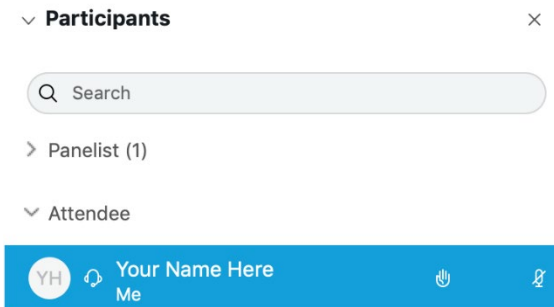 Participants
Search
Panelist (1)
Attendee
YH
Your Name Here
Me